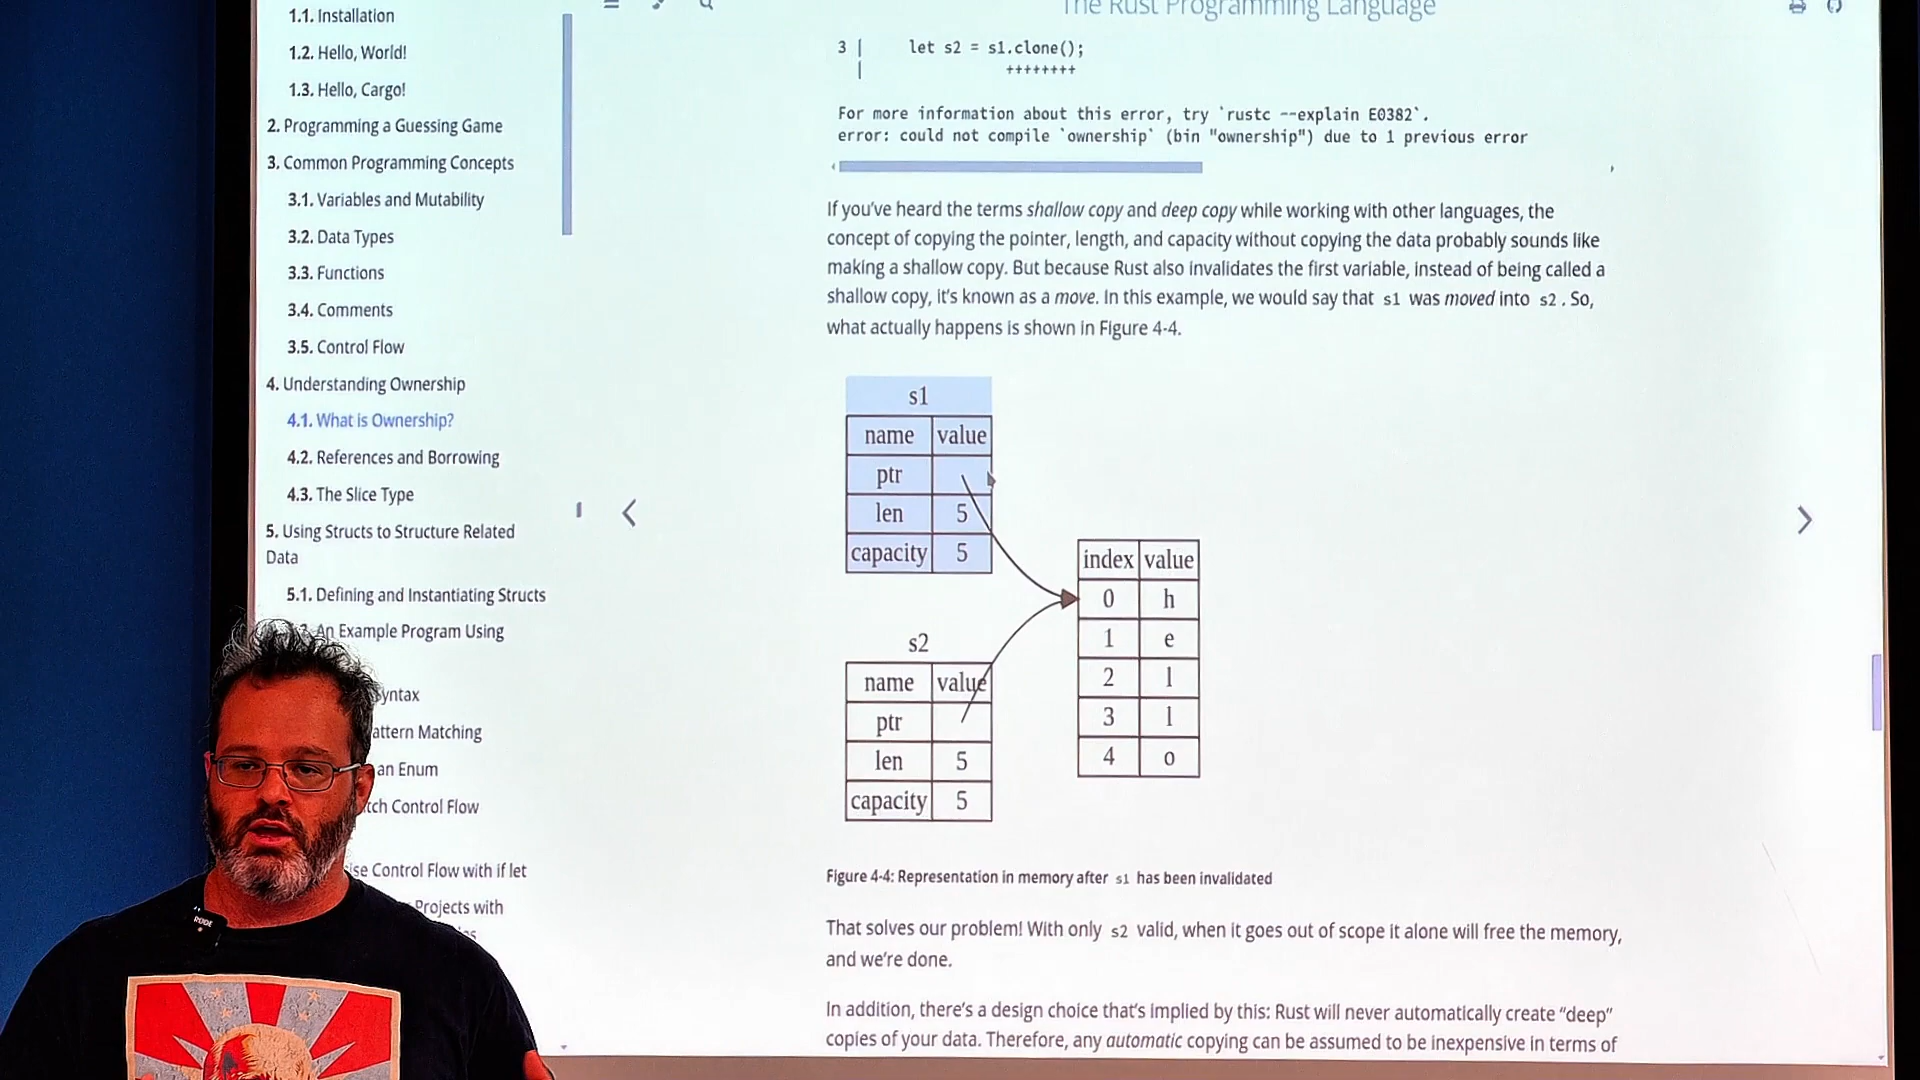 1.1. Installation
1.2. Hello, World!
1.3. Hello, Cargo!
2. Programming a Guessing Game
3. Common Programming Concepts
3.1. Variables and Mutability
3.2. Data Types
3.3. Functions
3.4. Comments
3.5. Control Flow
4. Understanding Ownership
4.1. What is Ownership?
4.2. References and Borrowing
4.3. The Slice Type
5. Using Structs to Structure Related
Data
5.1. Defining and Instantiating Structs
An Example Program Using
Syntax
attern Matching
an Enum
tch Control Flow
ise Control Flow with if let
Projects with
The Rust Programming Language
3 | let s2 = s1.clone();
| ++++++++
For more information about this error, try `rustc --explain E0382`.
error: could not compile `ownership` (bin "ownership") due to 1 previous error
If you've heard the terms shallow copy and deep copy while working with other languages, the
concept of copying the pointer, length, and capacity without copying the data probably sounds like
making a shallow copy. But because Rust also invalidates the first variable, instead of being called a
shallow copy, it's known as a move. In this example, we would say that s1 was moved into s2 . So,
what actually happens is shown in Figure 4-4.
s1
name value
ptr
len 5
capacity 5
s2
name value
ptr
len 5
capacity 5
index value
0 h
1 e
2 l
3 l
4 o
Figure 4-4: Representation in memory after s1 has been invalidated
That solves our problem! With only s2 valid, when it goes out of scope it alone will free the memory,
and we're done.
In addition, there's a design choice that's implied by this: Rust will never automatically create "deep"
copies of your data. Therefore, any automatic copying can be assumed to be inexpensive in terms of
RØDE